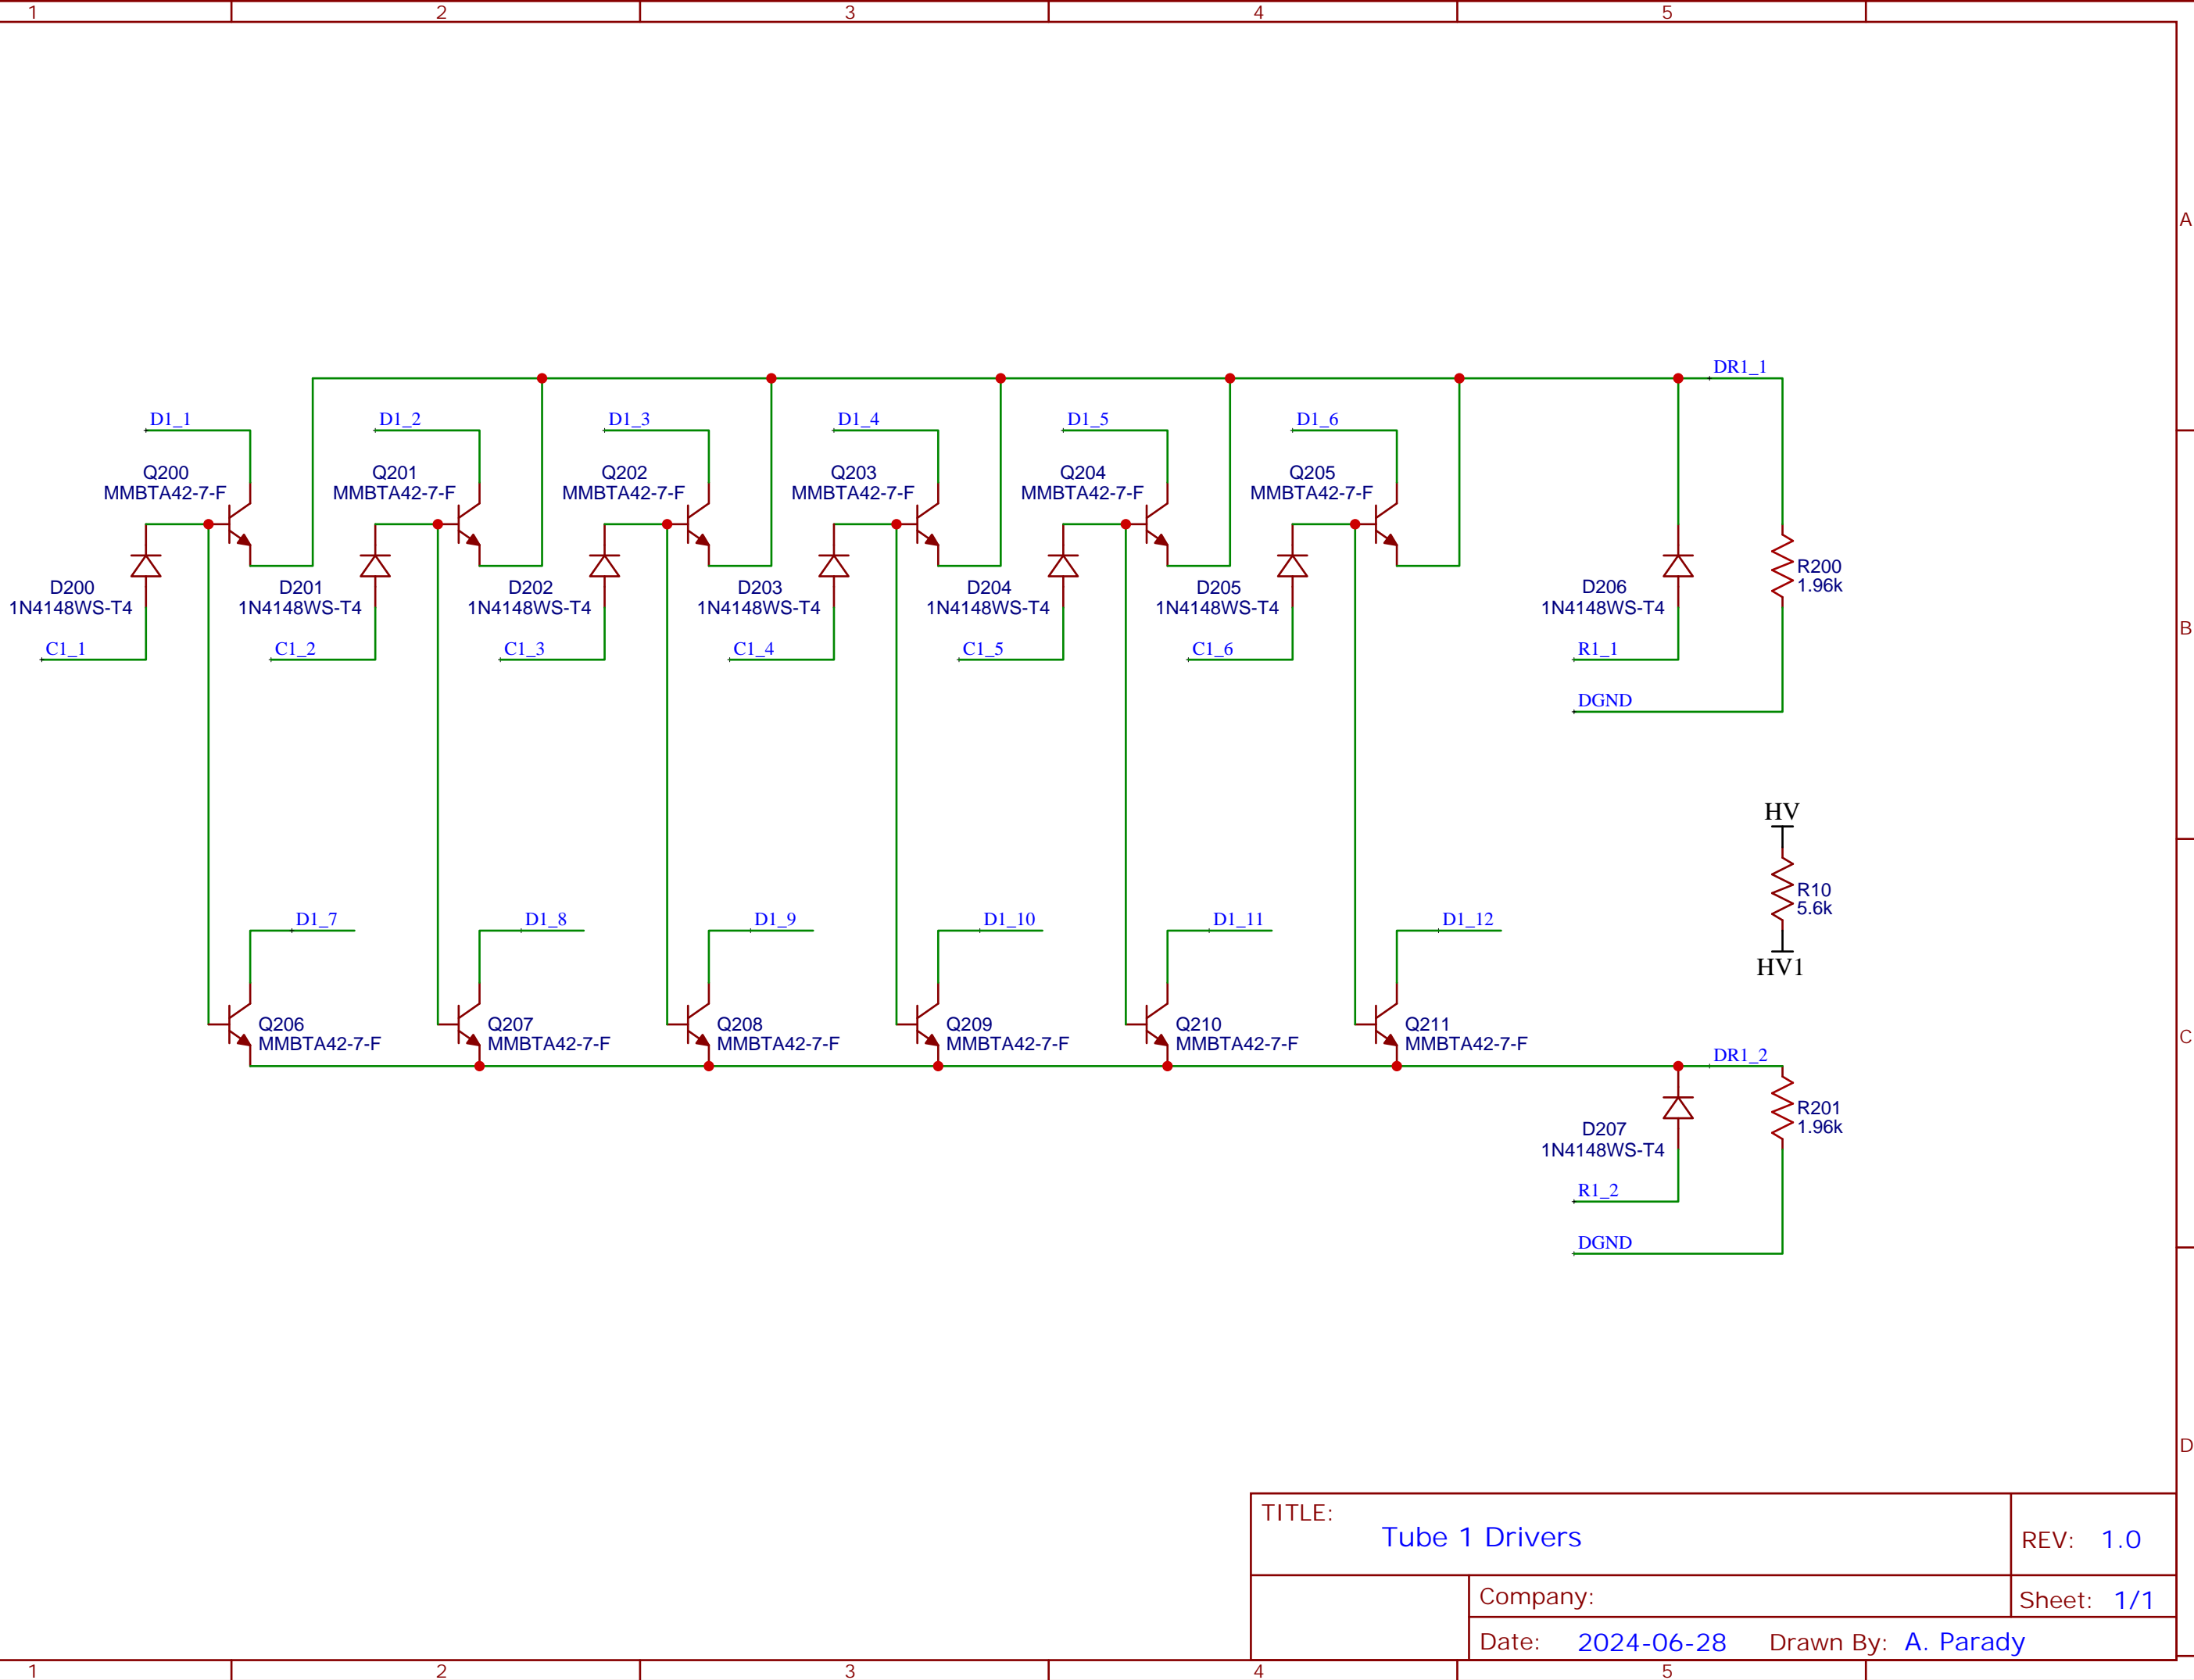 1 2 3 4 5
A
DR1_1
D1_1 D1_2 D1_3 D1_4 D1_5 D1_6
Q200 Q201 Q202 Q203 Q204 Q205
MMBTA42-7-F MMBTA42-7-F MMBTA42-7-F MMBTA42-7-F MMBTA42-7-F MMBTA42-7-F
R200
1.96k
D200 D201 D202 D203 D204 D205 D206
1N4148WS-T4 1N4148WS-T4 1N4148WS-T4 1N4148WS-T4 1N4148WS-T4 1N4148WS-T4 1N4148WS-T4
B
C1_1 C1_2 C1_3 C1_4 C1_5 C1_6 R1_1
DGND
HV
R10
5.6k
D1_7 D1_8 D1_9 D1_10 D1_11 D1_12
HV1
Q206 Q207 Q208 Q209 Q210 Q211
MMBTA42-7-F MMBTA42-7-F MMBTA42-7-F MMBTA42-7-F MMBTA42-7-F MMBTA42-7-F
C
DR1_2
R201
1.96k
D207
1N4148WS-T4
R1_2
DGND
D
TITLE:
Tube 1 Drivers
REV: 1.0
Company:
Sheet: 1/1
Date: 2024-06-28 Drawn By: A. Parady
1 2 3 4 5